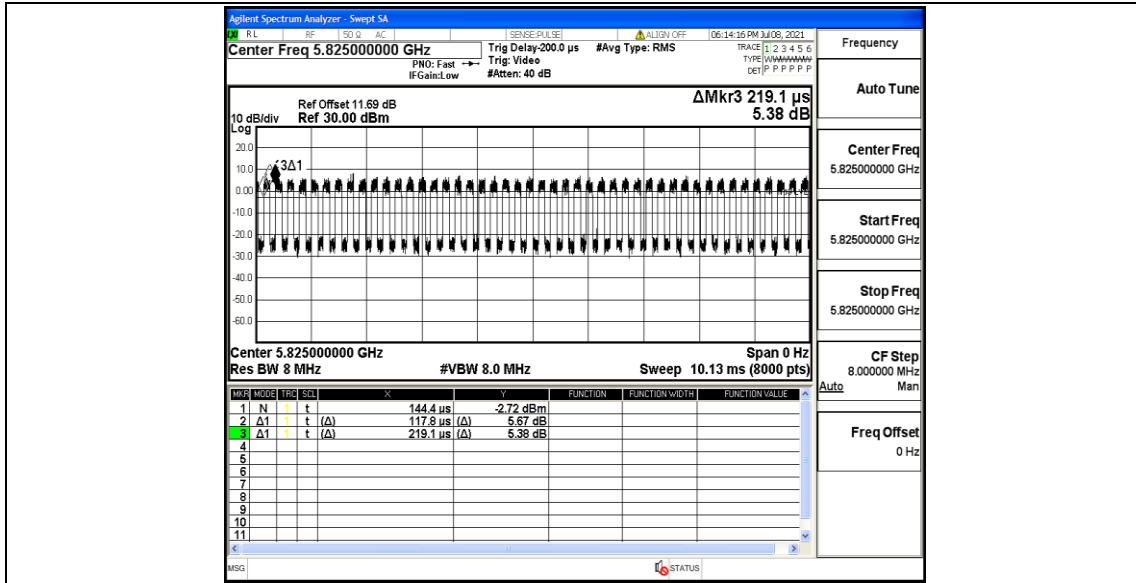 Agilent Spectrum Analyzer - Swept SA
RL RF 50 Ω AC SENSE:PULSE ALIGN OFF 06:14:16 PM Jul 08, 2021
Center Freq 5.825000000 GHz
PNO: Fast
IFGain:Low
Trig Delay-200.0 µs
Trig: Video
#Atten: 40 dB
#Avg Type: RMS
TRACE 1 2 3 4 5 6
TYPE
DET P P P P P P
Frequency
Auto Tune
Center Freq
5.825000000 GHz
Start Freq
5.825000000 GHz
Stop Freq
5.825000000 GHz
CF Step
8.000000 MHz
Auto Man
Freq Offset
0 Hz
ΔMkr3 219.1 µs
5.38 dB
Ref Offset 11.69 dB
10 dB/div Ref 30.00 dBm
Log
20.0
3Δ1
10.0
0.00
-10.0
-20.0
-30.0
-40.0
-50.0
-60.0
Center 5.825000000 GHz Span 0 Hz
Res BW 8 MHz #VBW 8.0 MHz Sweep 10.13 ms (8000 pts)
MKR MODE TRC SCL X Y FUNCTION FUNCTION WIDTH FUNCTION VALUE
1 N 1 t 144.4 µs -2.72 dBm
2 Δ1 1 t (Δ) 117.8 µs (Δ) 5.67 dB
3 Δ1 1 t (Δ) 219.1 µs (Δ) 5.38 dB
4
5
6
7
8
9
10
11
MSG STATUS